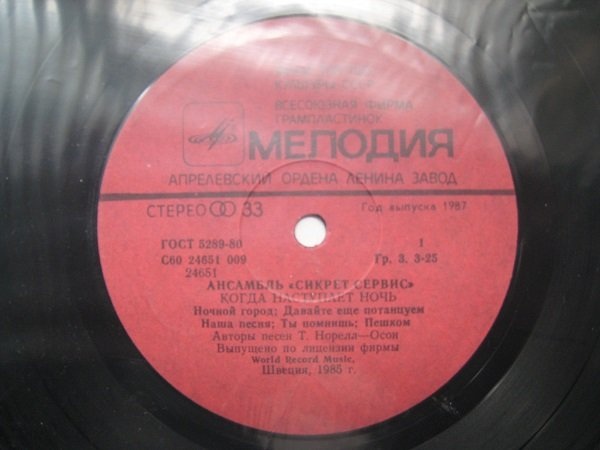 ВСЕСОЮЗНАЯ ФИРМА
ГРАМПЛАСТИНОК
МЕЛОДИЯ
АПРЕЛЕВСКИЙ ОРДЕНА ЛЕНИНА ЗАВОД
СТЕРЕО 33 Год выпуска 1987
ГОСТ 5289-80 1
С60 24651 009 Гр. 3. 3-25
24651
АНСАМБЛЬ «СИКРЕТ СЕРВИС»
КОГДА НАСТУПАЕТ НОЧЬ
Ночной город; Давайте еще потанцуем
Наша песня; Ты помнишь; Пешком
Авторы песен Т. Норелл—Осон
Выпущено по лицензии фирмы
World Record Music,
Швеция, 1985 г.